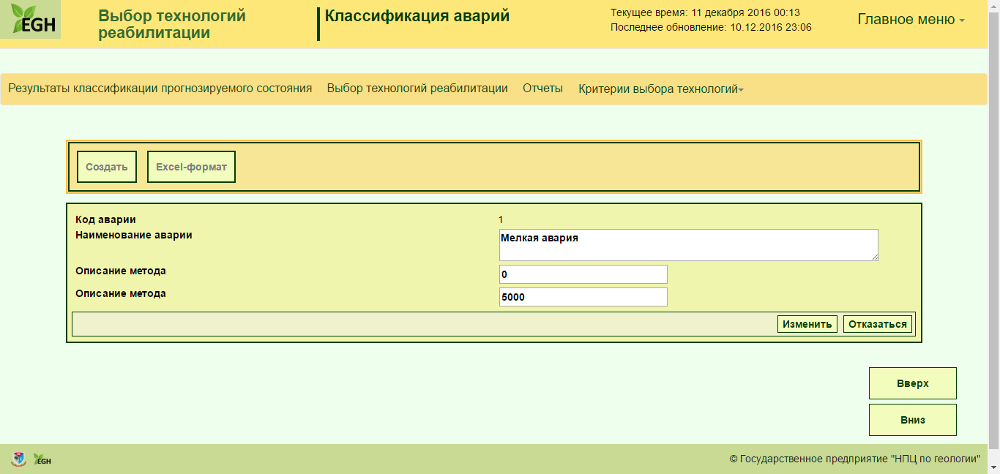 EGH
Выбор технологий
реабилитации
Классификация аварий
Текущее время: 11 декабря 2016 00:13
Последнее обновление: 10.12.2016 23:06
Главное меню
Результаты классификации прогнозируемого состояния Выбор технологий реабилитации Отчеты Критерии выбора технологий
Создать Excel-формат
Код аварии 1
Наименование аварии Мелкая авария
Описание метода 0
Описание метода 5000
Изменить Отказаться
Вверх
Вниз
EGH © Государственное предприятие "НПЦ по геологии"